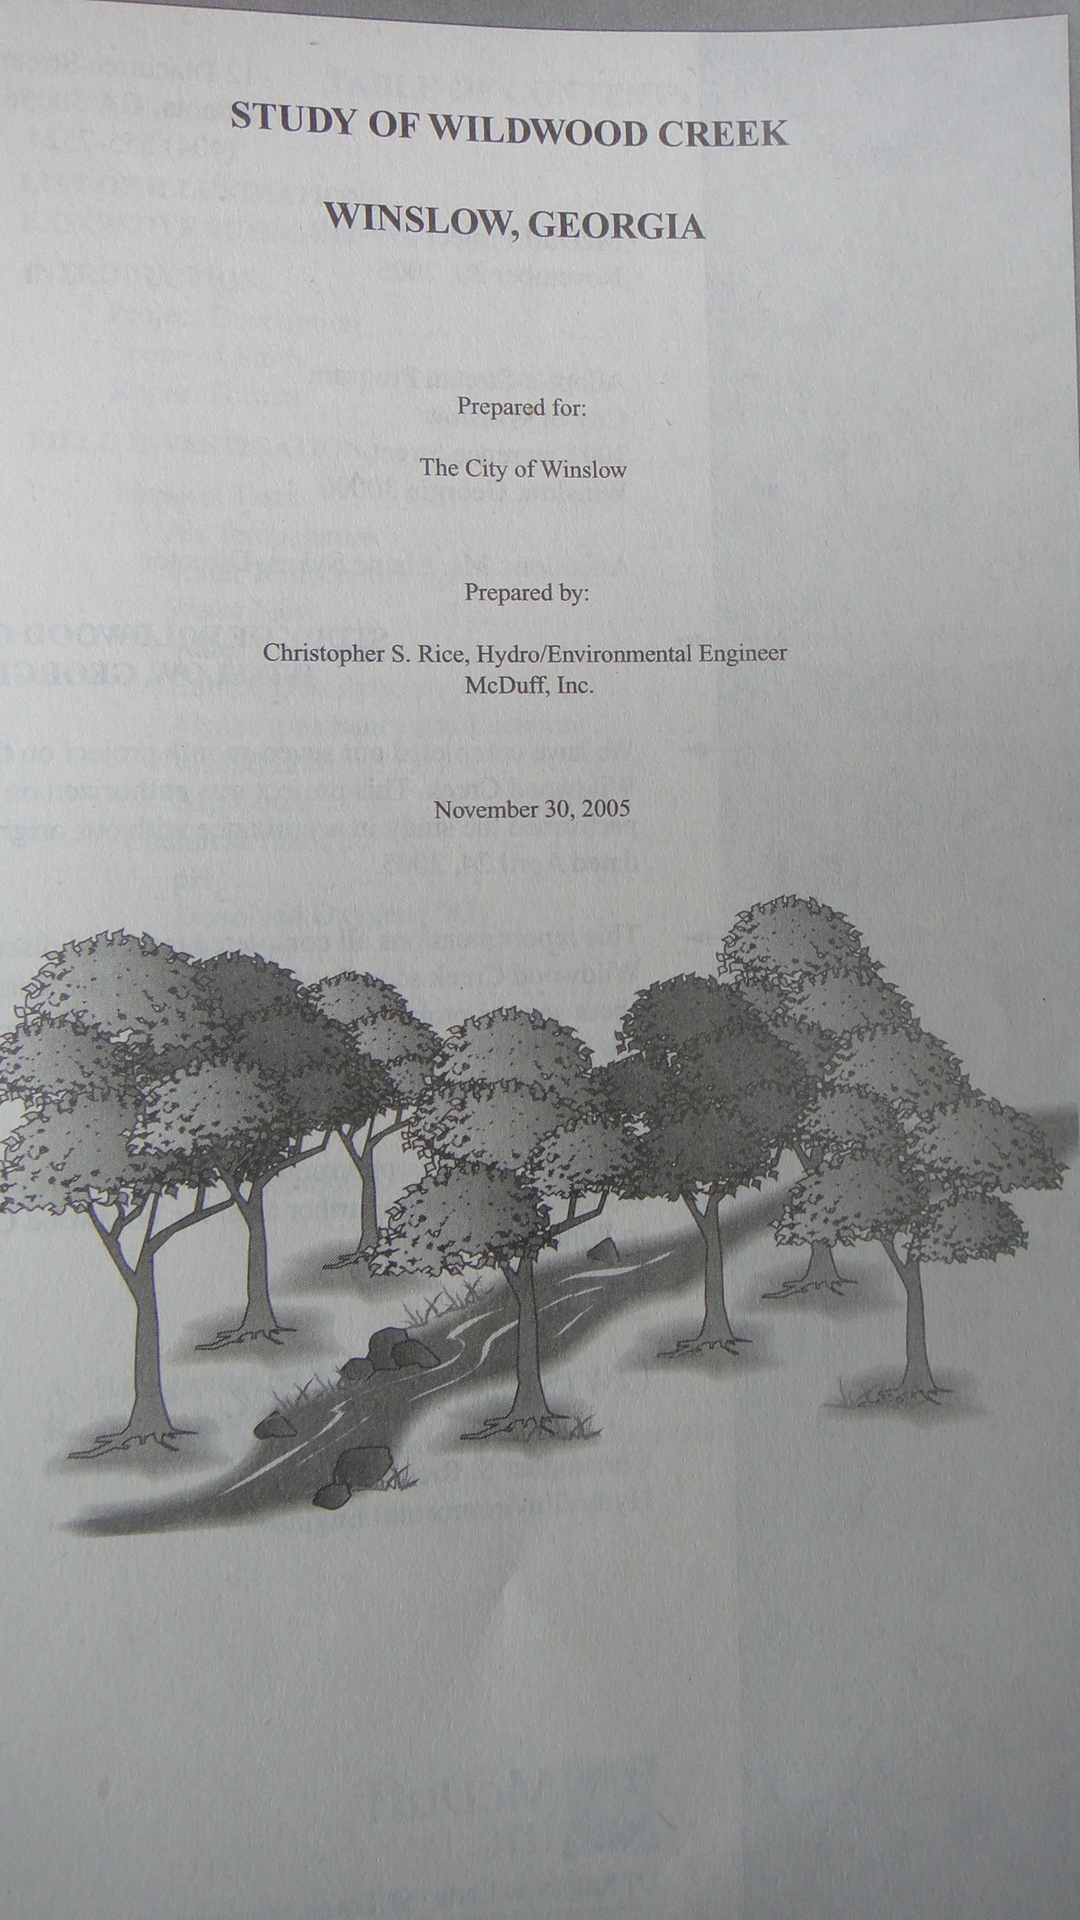 STUDY OF WILDWOOD CREEK
WINSLOW, GEORGIA
Prepared for:
The City of Winslow
Prepared by:
Christopher S. Rice, Hydro/Environmental Engineer
McDuff, Inc.
November 30, 2005